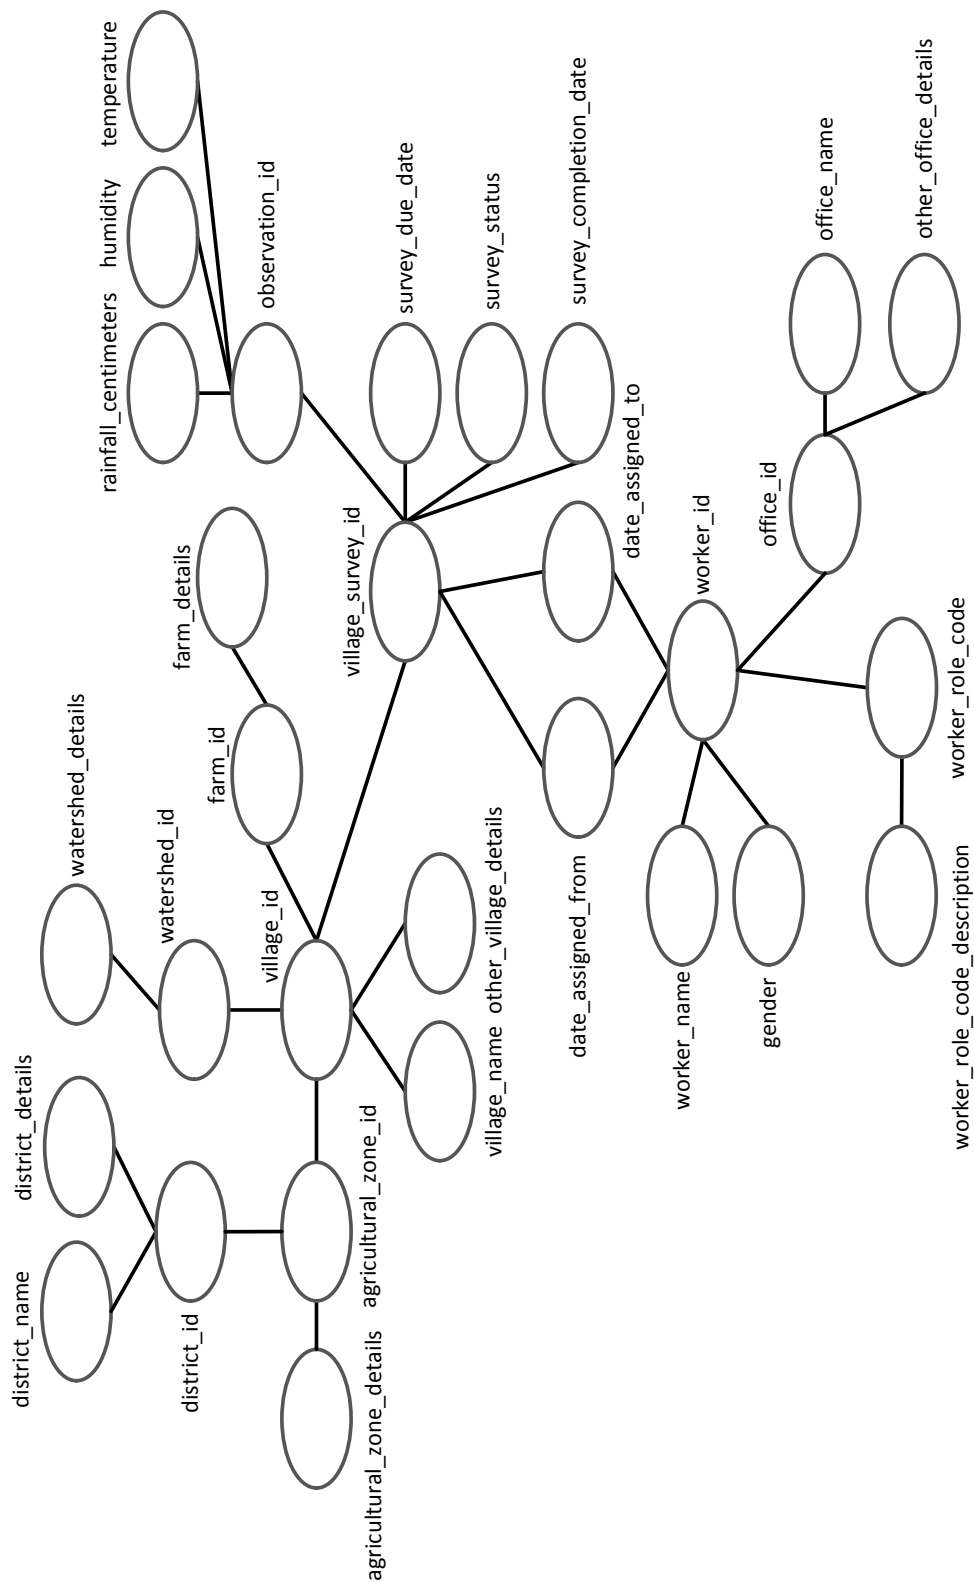 district_name
district_details
watershed_details
rainfall_centimeters
humidity
temperature
district_id
watershed_id
farm_details
farm_id
observation_id
village_id
agricultural_zone_details
agricultural_zone_id
village_survey_id
survey_due_date
village_name
other_village_details
survey_status
date_assigned_from
date_assigned_to
survey_completion_date
worker_name
worker_id
gender
office_id
office_name
other_office_details
worker_role_code_description
worker_role_code